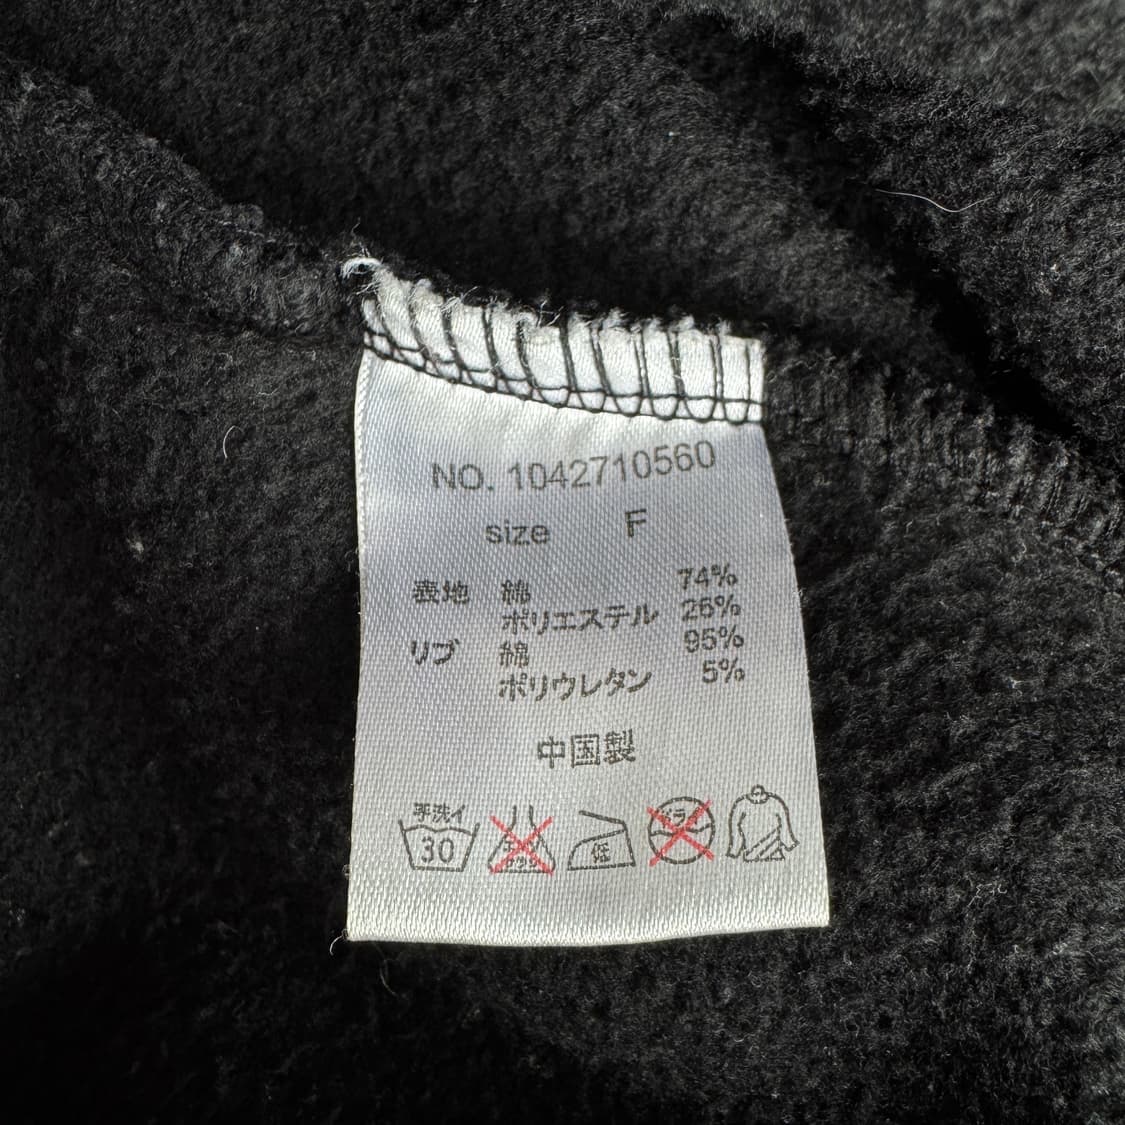 NO. 1042710560
size F
表地 綿 74%
ポリエステル 26%
リブ 綿 95%
ポリウレタン 5%
中国製
手洗イ
30
低